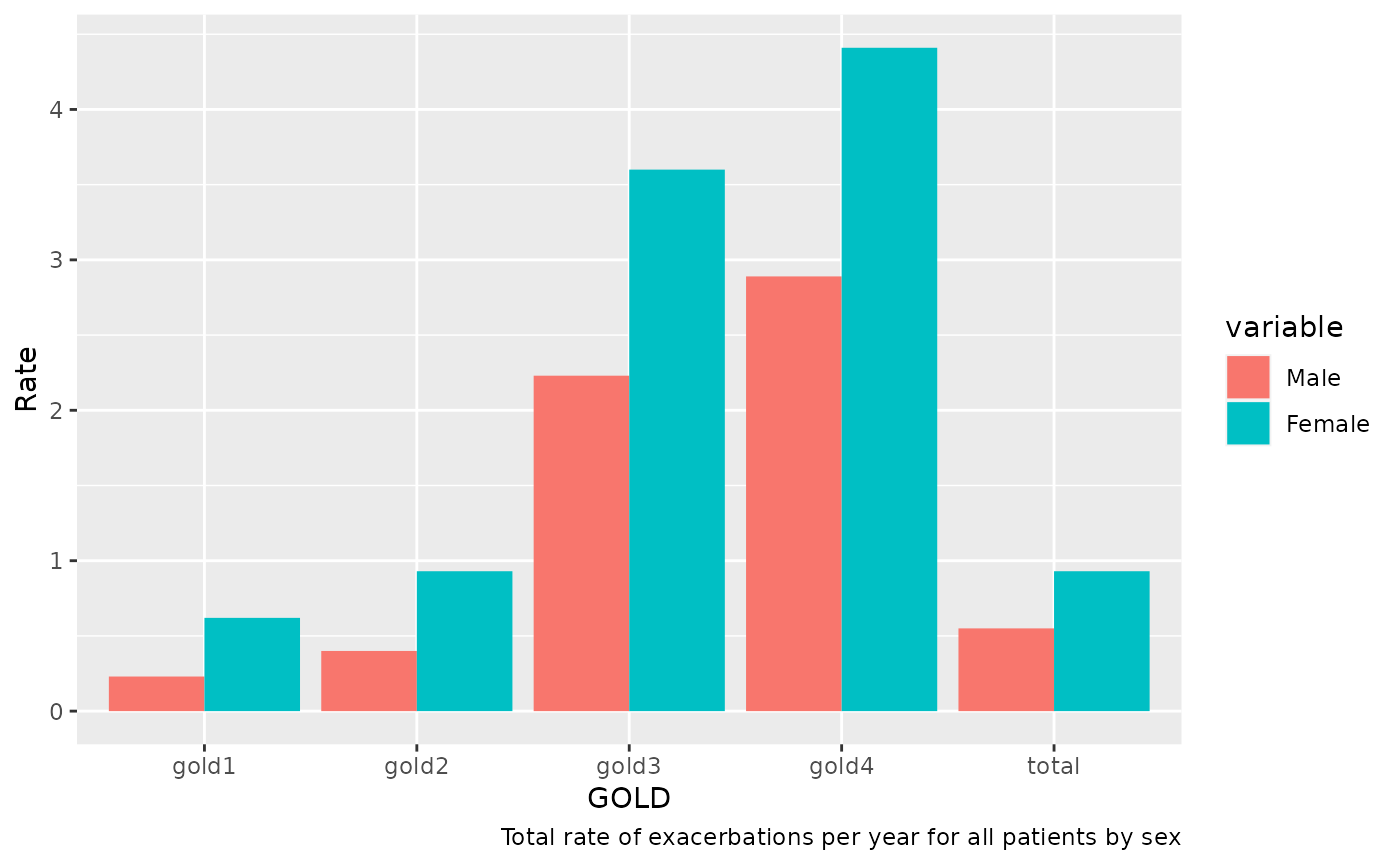 Rate
4
3
2
1
0
gold1 gold2 gold3 gold4 total
GOLD
Total rate of exacerbations per year for all patients by sex
variable
Male
Female